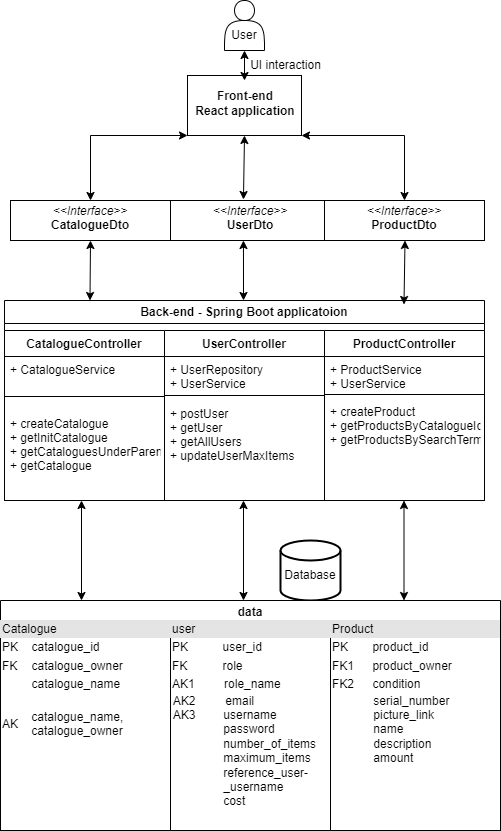 User
UI interaction
Front-end
React application
<<Interface>>
CatalogueDto
<<Interface>>
UserDto
<<Interface>>
ProductDto
Back-end - Spring Boot applicatoion
CatalogueController
+ CatalogueService
+ createCatalogue
+ getInitCatalogue
+ getCataloguesUnderParen
+ getCatalogue
UserController
+ UserRepository
+ UserService
+ postUser
+ getUser
+ getAllUsers
+ updateUserMaxItems
ProductController
+ ProductService
+ UserService
+ createProduct
+ getProductsByCatalogueId
+ getProductsBySearchTerm
Database
data
Catalogue
PK catalogue_id
FK catalogue_owner
catalogue_name
AK catalogue_name,
catalogue_owner
user
PK user_id
FK role
AK1 role_name
AK2 email
AK3 username
password
number_of_items
maximum_items
reference_user-
_username
cost
Product
PK product_id
FK1 product_owner
FK2 condition
serial_number
picture_link
name
description
amount